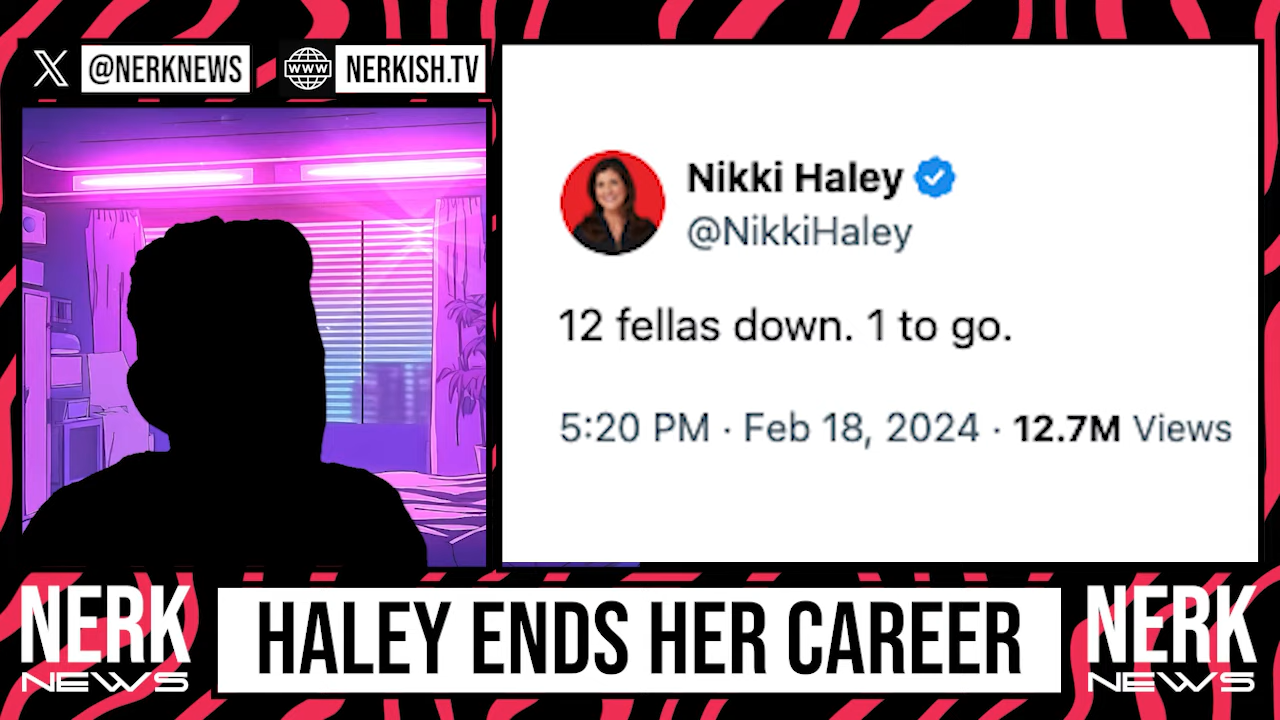 X @NERKNEWS
WWW NERKISH.TV
Nikki Haley
@NikkiHaley
12 fellas down. 1 to go.
5:20 PM · Feb 18, 2024 · 12.7M Views
NERK
NEWS
HALEY ENDS HER CAREER
NERK
NEWS